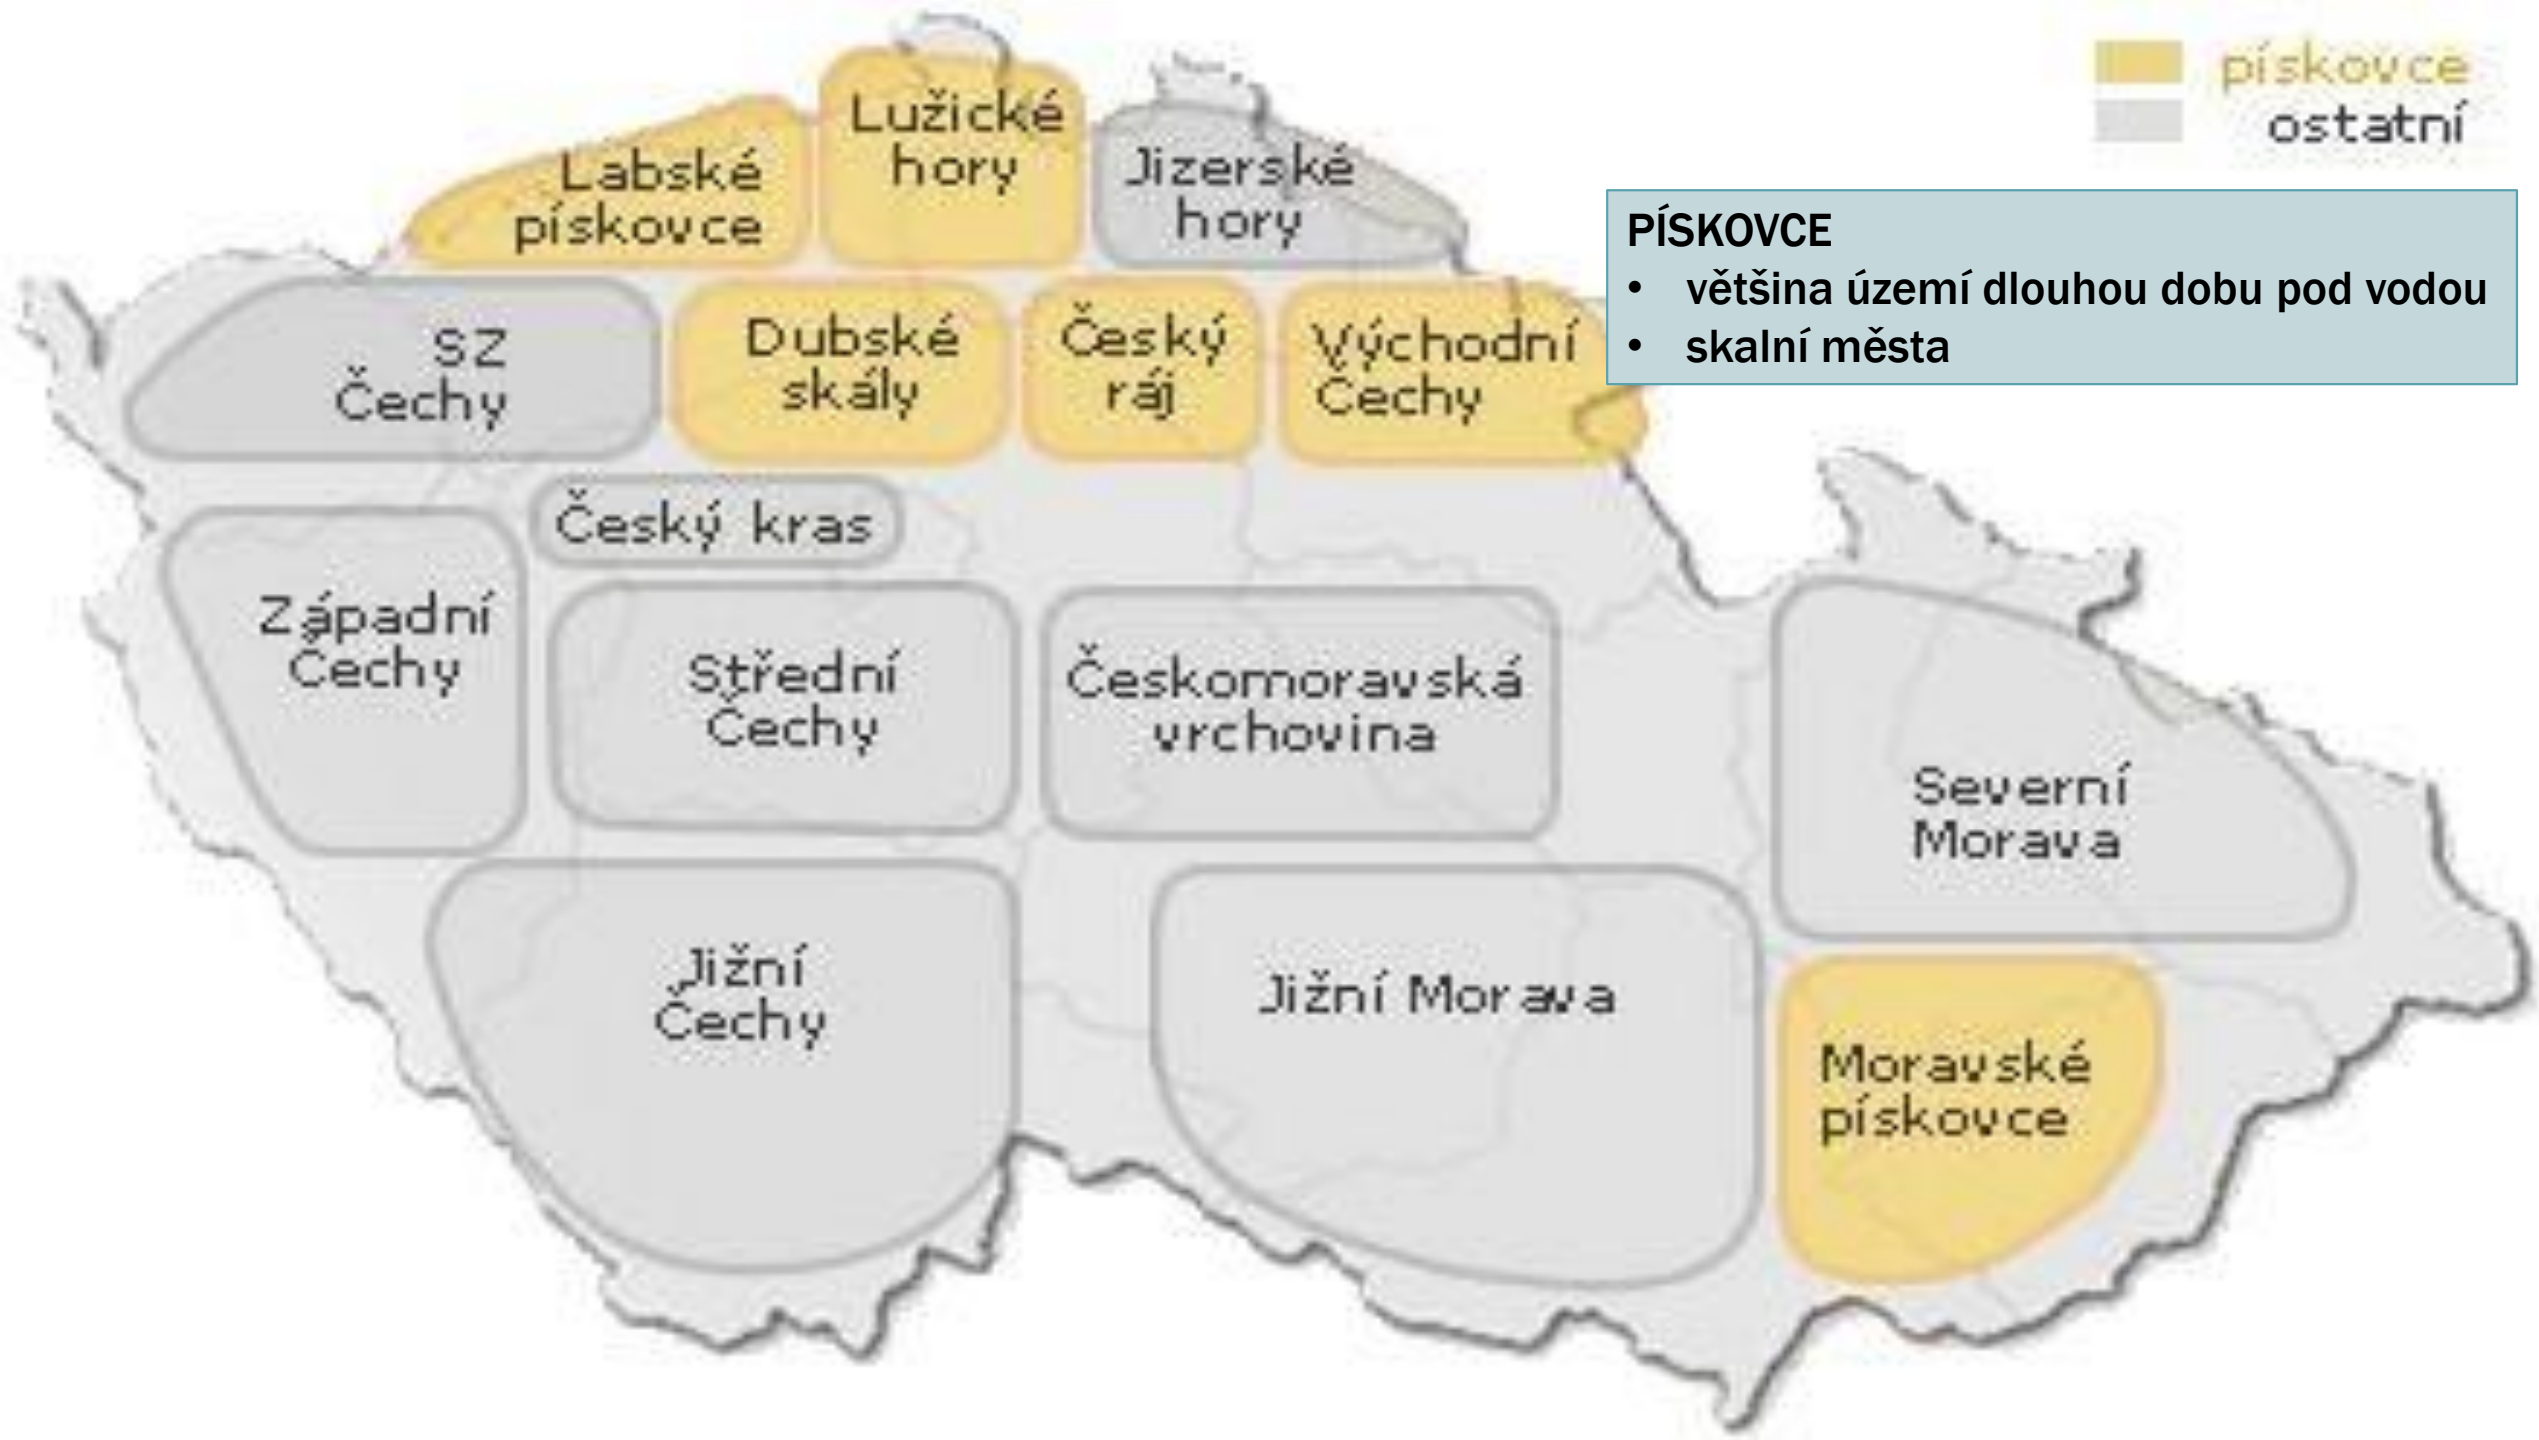 pískovce
ostatní
PÍSKOVCE
• většina území dlouhou dobu pod vodou
• skalní města
Lužické
hory
Labské
pískovce
Jizerské
hory
SZ
Čechy
Dubské
skály
Český
ráj
Východní
Čechy
Český kras
Západní
Čechy
Střední
Čechy
Českomoravská
vrchovina
Severní
Morava
Jižní
Čechy
Jižní Morava
Moravské
pískovce